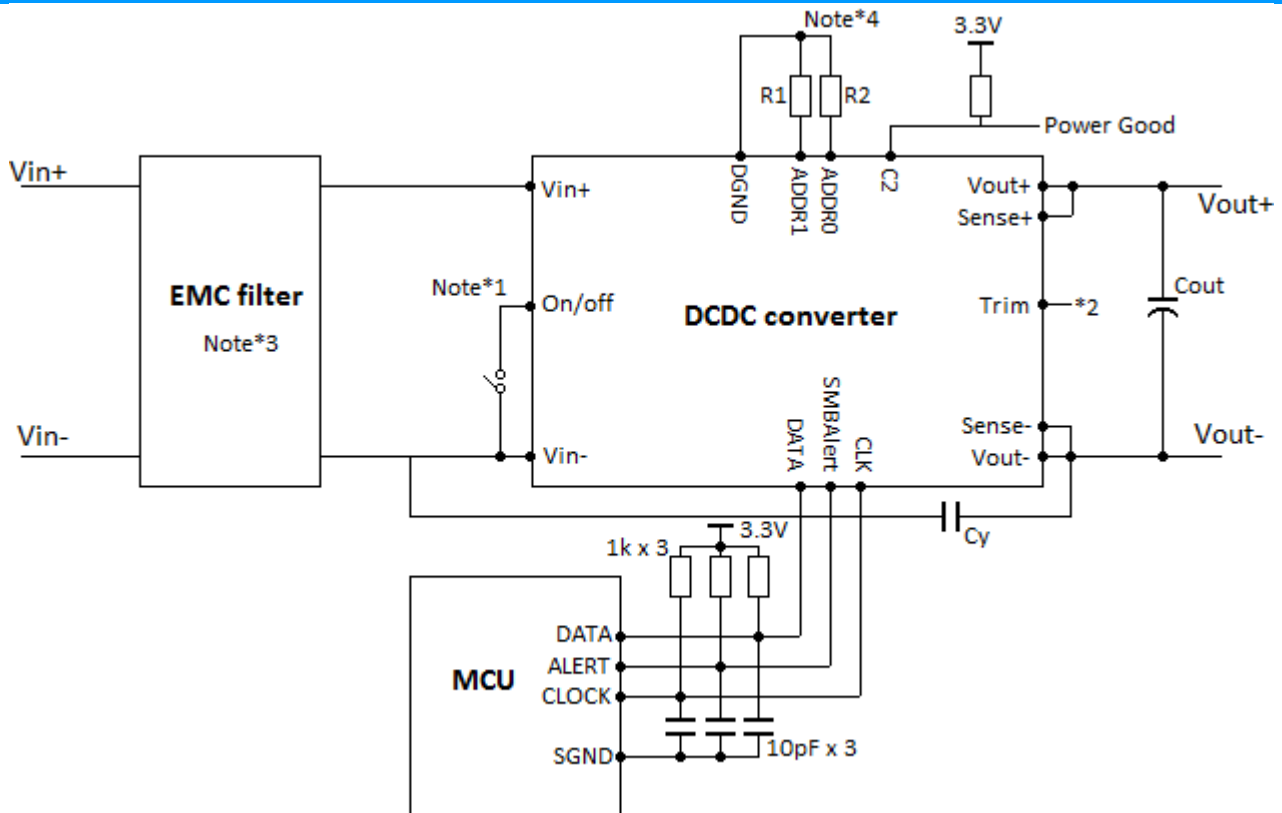 Note*4
3.3V
R1
R2
Power Good
Vin+
Vin+
DGND
ADDR1
ADDR0
C2
Vout+
Vout+
Sense+
EMC filter
Note*3
Note*1
On/off
DCDC converter
Trim
*2
Cout
Vin-
Vin-
DATA
SMBAlert
CLK
Sense-
Vout-
Vout-
Cy
3.3V
1k x 3
MCU
DATA
ALERT
CLOCK
SGND
10pF x 3